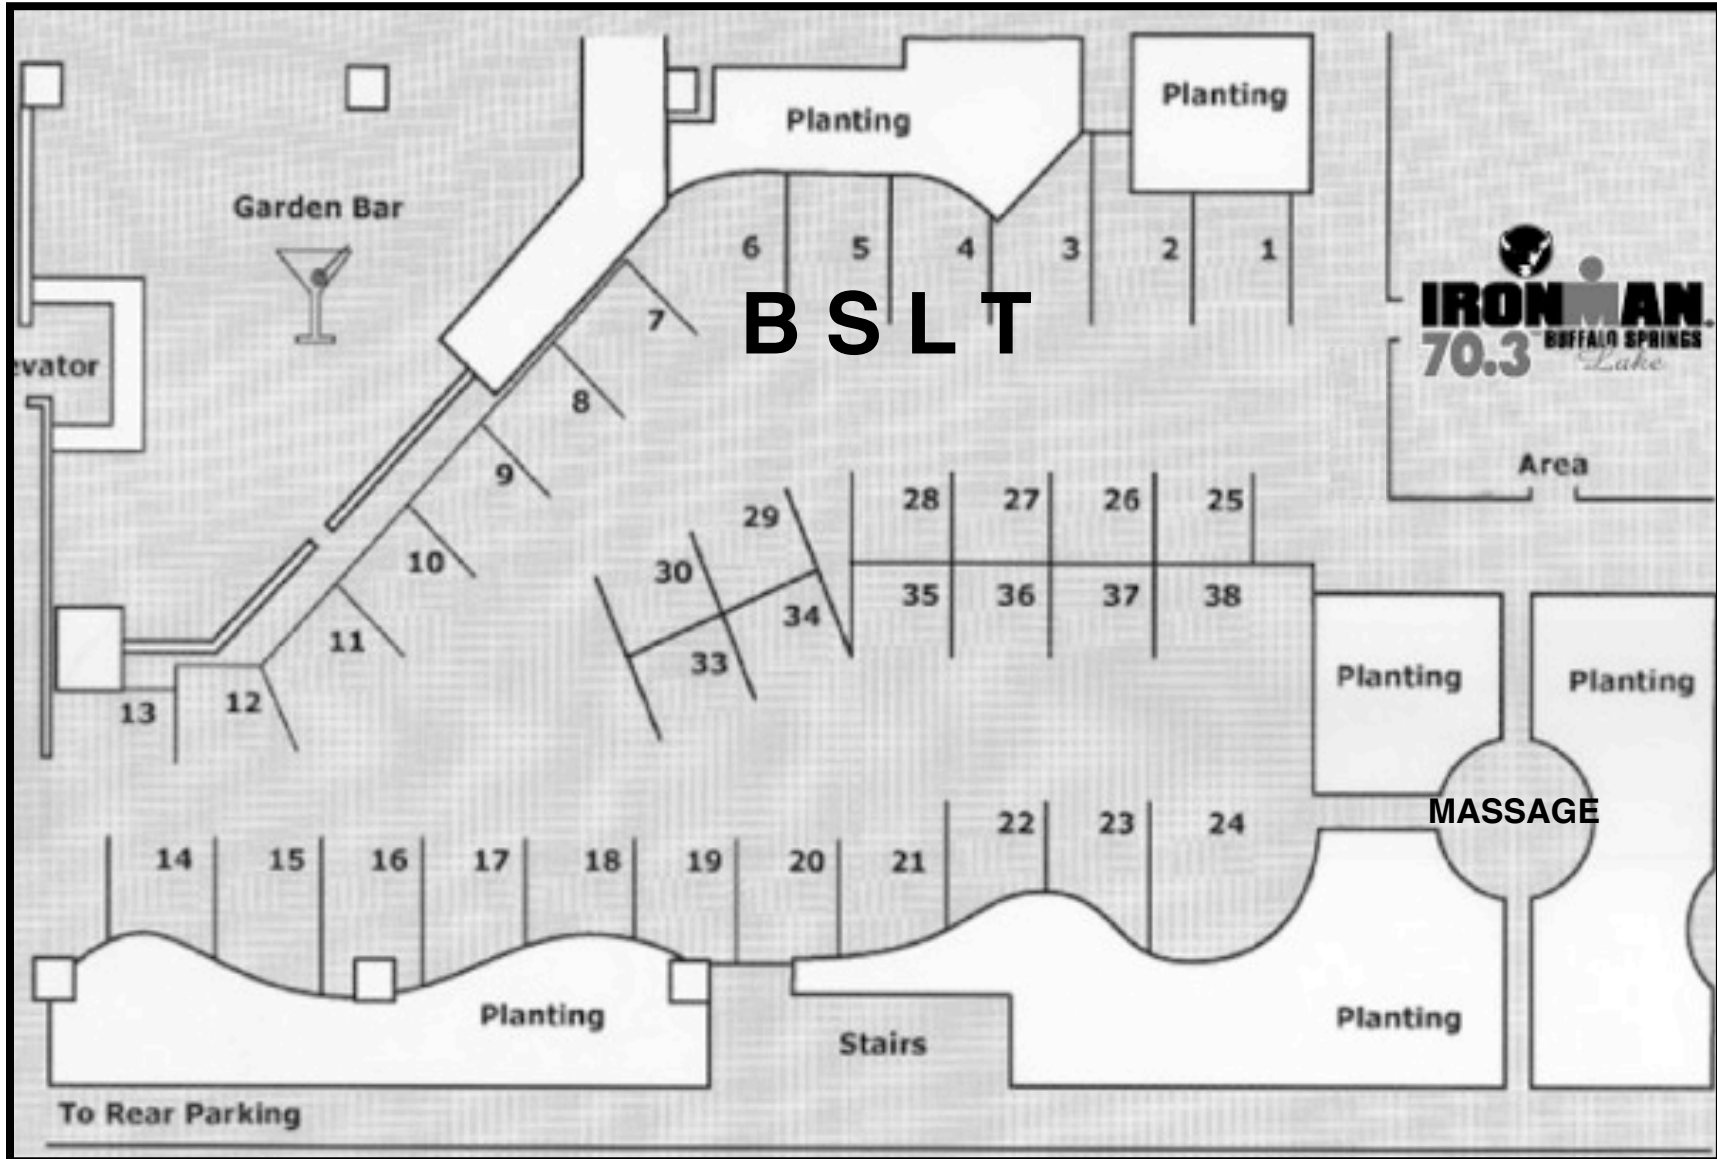 Planting
Planting
Garden Bar
6 5 4 3 2 1
B S L T
7
IRONMAN
70.3 BUFFALO SPRINGS
Lake
evator
8
Area
9
29 28 27 26 25
10 30
34 35 36 37 38
11 33
Planting Planting
13 12
MASSAGE
22 23 24
14 15 16 17 18 19 20 21
Planting Planting
Stairs
To Rear Parking